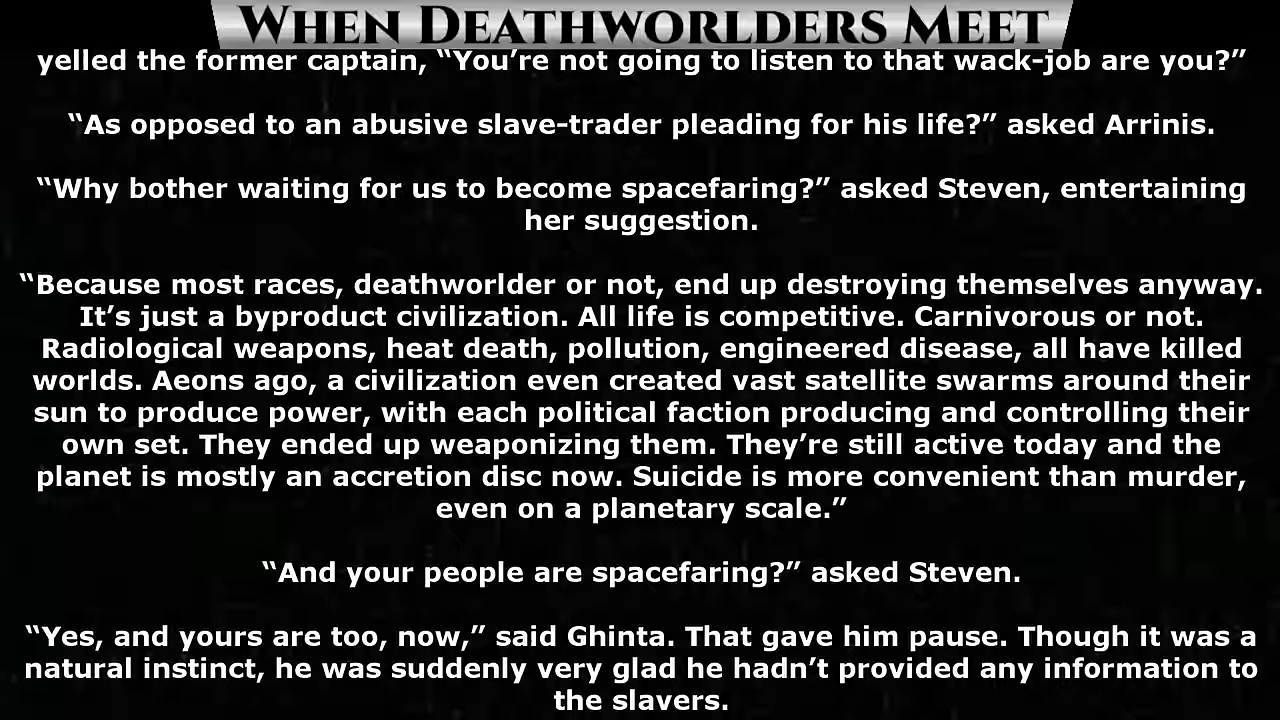 WHEN DEATHWORLDERS MEET
yelled the former captain, “You’re not going to listen to that wack-job are you?”
“As opposed to an abusive slave-trader pleading for his life?” asked Arrinis.
“Why bother waiting for us to become spacefaring?” asked Steven, entertaining
her suggestion.
“Because most races, deathworlder or not, end up destroying themselves anyway.
It’s just a byproduct civilization. All life is competitive. Carnivorous or not.
Radiological weapons, heat death, pollution, engineered disease, all have killed
worlds. Aeons ago, a civilization even created vast satellite swarms around their
sun to produce power, with each political faction producing and controlling their
own set. They ended up weaponizing them. They’re still active today and the
planet is mostly an accretion disc now. Suicide is more convenient than murder,
even on a planetary scale.”
“And your people are spacefaring?” asked Steven.
“Yes, and yours are too, now,” said Ghinta. That gave him pause. Though it was a
natural instinct, he was suddenly very glad he hadn’t provided any information to
the slavers.